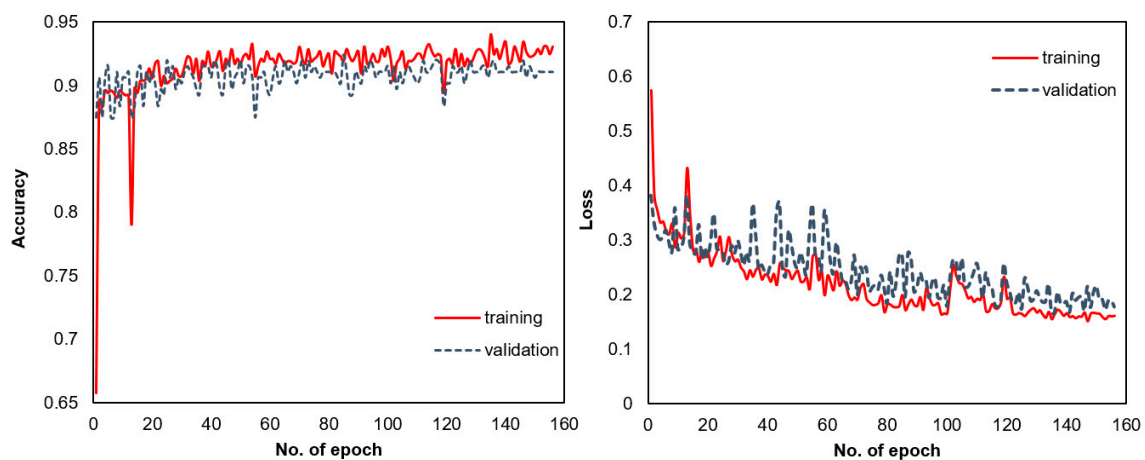 0.95
0.9
0.85
0.8
0.75
0.7
0.65
Accuracy
training
validation
0 20 40 60 80 100 120 140 160
No. of epoch
0.7
0.6
0.5
0.4
0.3
0.2
0.1
0
Loss
training
validation
0 20 40 60 80 100 120 140 160
No. of epoch